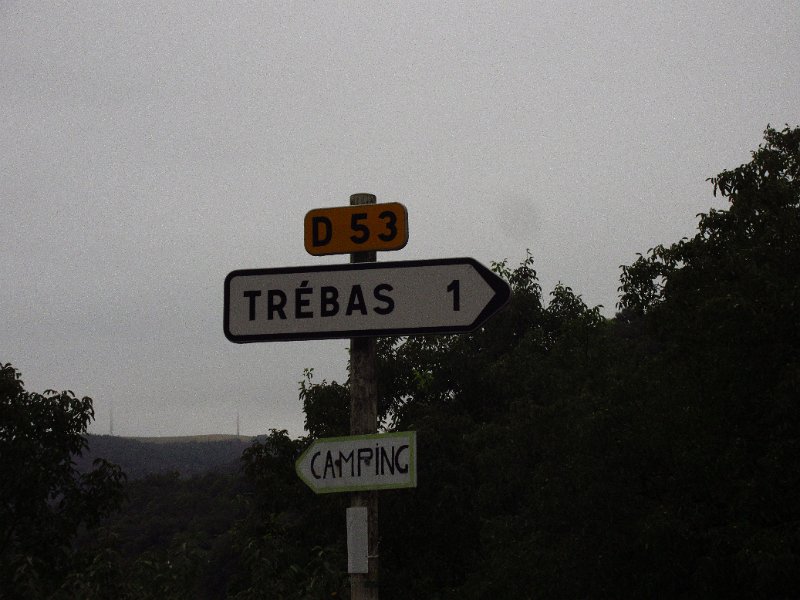 D 53
TRÉBAS 1
CAMPING